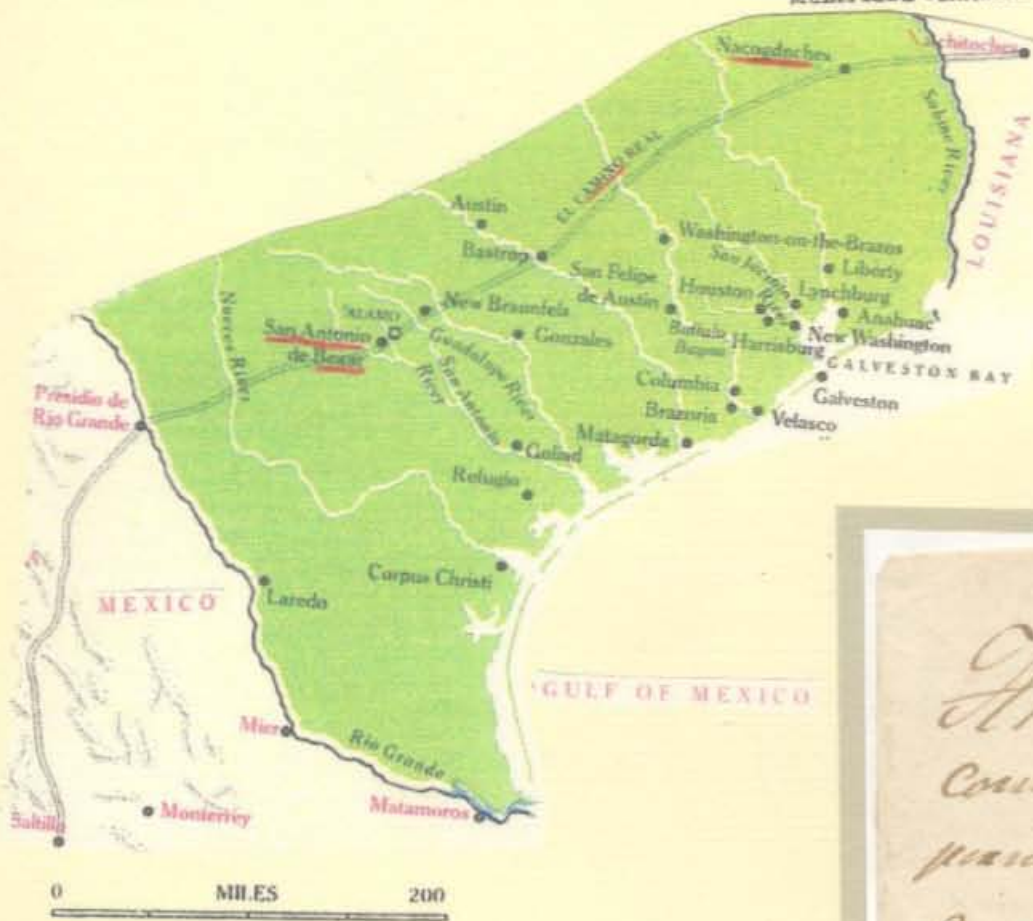 Nacogdoches
Sabine River
LOUISIANA
EL CAMINO REAL
Austin
Bastrop
Washington-on-the-Brazos
San Jacinto
River
Liberty
San Felipe
de Austin
Houston
Lynchburg
Anahuac
New Braunfels
"ALAMO
San Antonio
de Bexar
Gonzales
Harrisburg
New Washington
GALVESTON BAY
Nueces River
Guadalupe River
San Antonio
River
Presidio de
Rio Grande
Columbia
Brazoria
Galveston
Velasco
Matagorda
Goliad
Refugio
Corpus Christi
Laredo
MEXICO
GULF OF MEXICO
Mier
Rio Grande
Matamoros
Monterrey
Saltillo
0 MILES 200